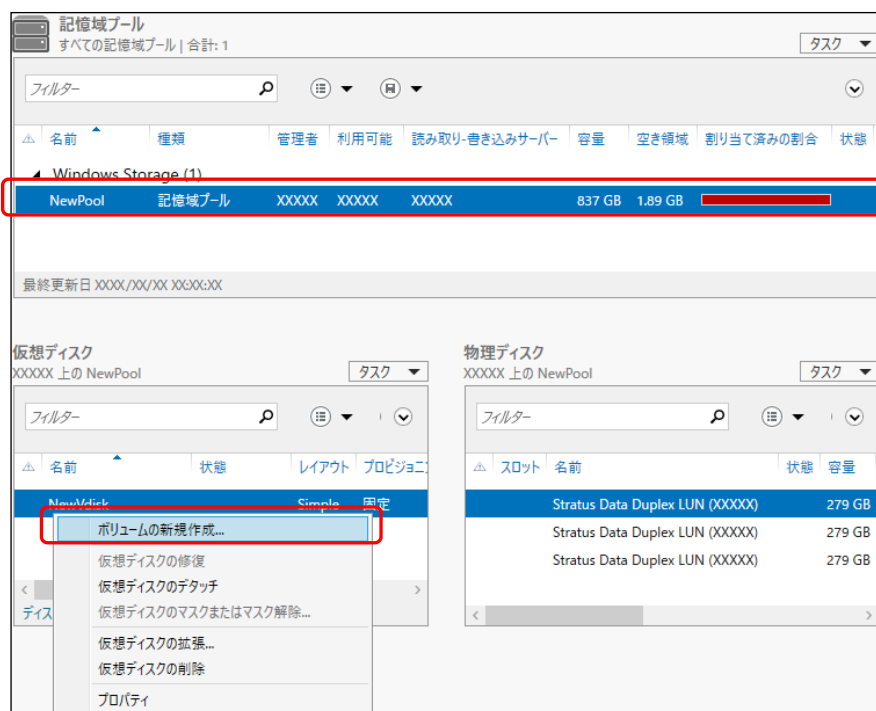 記憶域プール
すべての記憶域プール | 合計: 1
タスク
フィルター
名前 種類 管理者 利用可能 読み取り-書き込みサーバー 容量 空き領域 割り当て済みの割合 状態
Windows Storage (1)
NewPool 記憶域プール XXXXX XXXXX XXXXX 837 GB 1.89 GB
最終更新日 XXXX/XX/XX XX:XX:XX
仮想ディスク
XXXXX 上の NewPool
タスク
フィルター
名前 状態 レイアウト プロビジョニ
NewVdisk Simple 固定
ボリュームの新規作成...
仮想ディスクの修復
仮想ディスクのデタッチ
仮想ディスクのマスクまたはマスク解除...
仮想ディスクの拡張...
仮想ディスクの削除
プロパティ
ディス
物理ディスク
XXXXX 上の NewPool
タスク
フィルター
スロット 名前 状態 容量
Stratus Data Duplex LUN (XXXXX) 279 GB
Stratus Data Duplex LUN (XXXXX) 279 GB
Stratus Data Duplex LUN (XXXXX) 279 GB